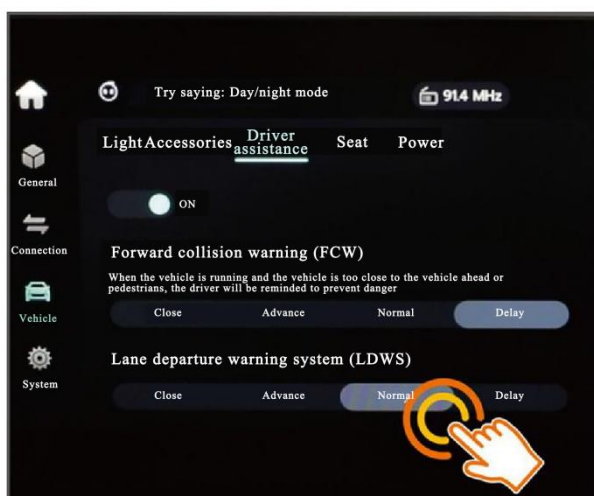 Try saying: Day/night mode
91.4 MHz
Light Accessories Driver assistance Seat Power
General
ON
Connection
Forward collision warning (FCW)
When the vehicle is running and the vehicle is too close to the vehicle ahead or
pedestrians, the driver will be reminded to prevent danger
Vehicle
Close Advance Normal Delay
Lane departure warning system (LDWS)
System
Close Advance Normal Delay